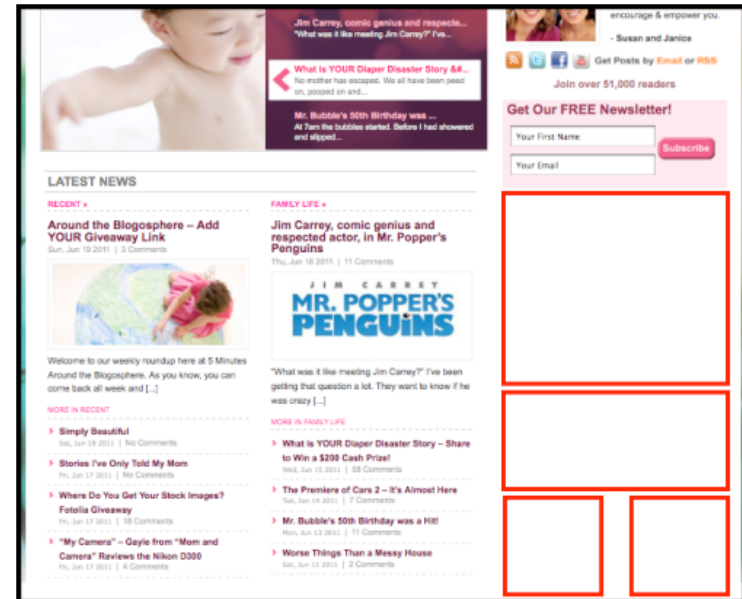 Jim Carrey, comic genius and respecte...
"What was it like meeting Jim Carrey?" I've...
What is YOUR Diaper Disaster Story &#...
No mother has escaped. We all have been peed
on, pooped on and...
Mr. Bubble's 50th Birthday was ...
At 7am the bubbles started. Before I had showered
and slipped...
encourage & empower you.
- Susan and Janice
Get Posts by Email or RSS
Join over 51,000 readers
Get Our FREE Newsletter!
Your First Name
Subscribe
Your Email
LATEST NEWS
RECENT »
Around the Blogosphere – Add
YOUR Giveaway Link
Sun, Jun 19 2011 | 3 Comments
Welcome to our weekly roundup here at 5 Minutes
Around the Blogosphere. As you know, you can
come back all week and [...]
MORE IN RECENT
Simply Beautiful
Sat, Jun 18 2011 | No Comments
Stories I've Only Told My Mom
Fri, Jun 17 2011 | No Comments
Where Do You Get Your Stock Images?
Fotolia Giveaway
Fri, Jun 17 2011 | 18 Comments
"My Camera" – Gayle from "Mom and
Camera" Reviews the Nikon D300
Fri, Jun 17 2011 | 4 Comments
FAMILY LIFE »
Jim Carrey, comic genius and
respected actor, in Mr. Popper's
Penguins
Thu, Jun 16 2011 | 11 Comments
JIM CARREY
MR. POPPER'S
PENGUINS
"What was it like meeting Jim Carrey?" I've been
getting that question a lot. They want to know if he
was crazy [...]
MORE IN FAMILY LIFE
What is YOUR Diaper Disaster Story – Share
to Win a $200 Cash Prize!
Wed, Jun 15 2011 | 58 Comments
The Premiere of Cars 2 – It's Almost Here
Tue, Jun 14 2011 | 7 Comments
Mr. Bubble's 50th Birthday was a Hit!
Mon, Jun 13 2011 | 11 Comments
Worse Things Than a Messy House
Sat, Jun 11 2011 | 2 Comments